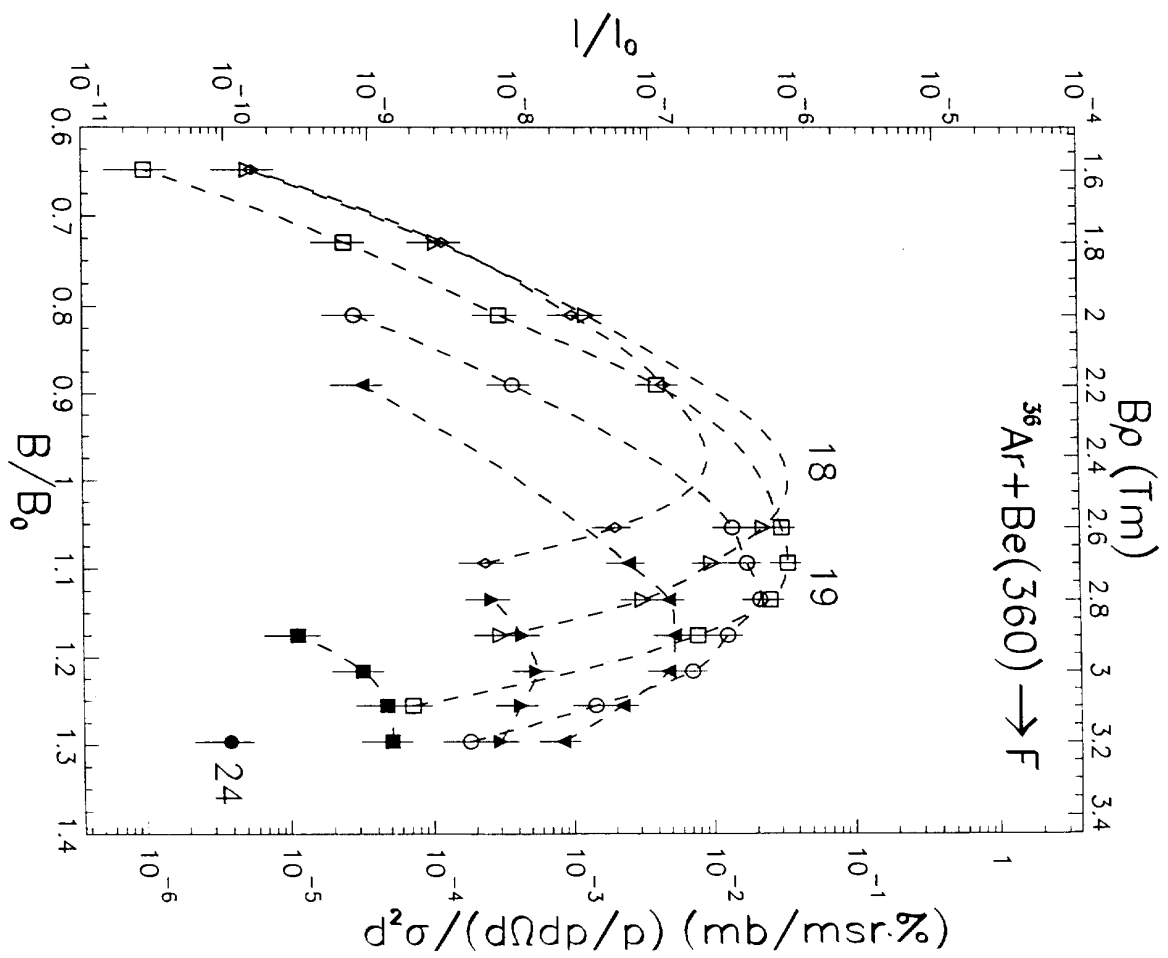 Bρ (Tm)
1.6 1.8 2 2.2 2.4 2.6 2.8 3 3.2 3.4
³⁶Ar+Be(360) → F
I/I₀
10⁻⁴
10⁻⁵
10⁻⁶
10⁻⁷
10⁻⁸
10⁻⁹
10⁻¹⁰
10⁻¹¹
18
19
24
d²σ/(dΩdp/p) (mb/msr.%)
1
10⁻¹
10⁻²
10⁻³
10⁻⁴
10⁻⁵
10⁻⁶
0.6 0.7 0.8 0.9 1 1.1 1.2 1.3 1.4
B/B₀